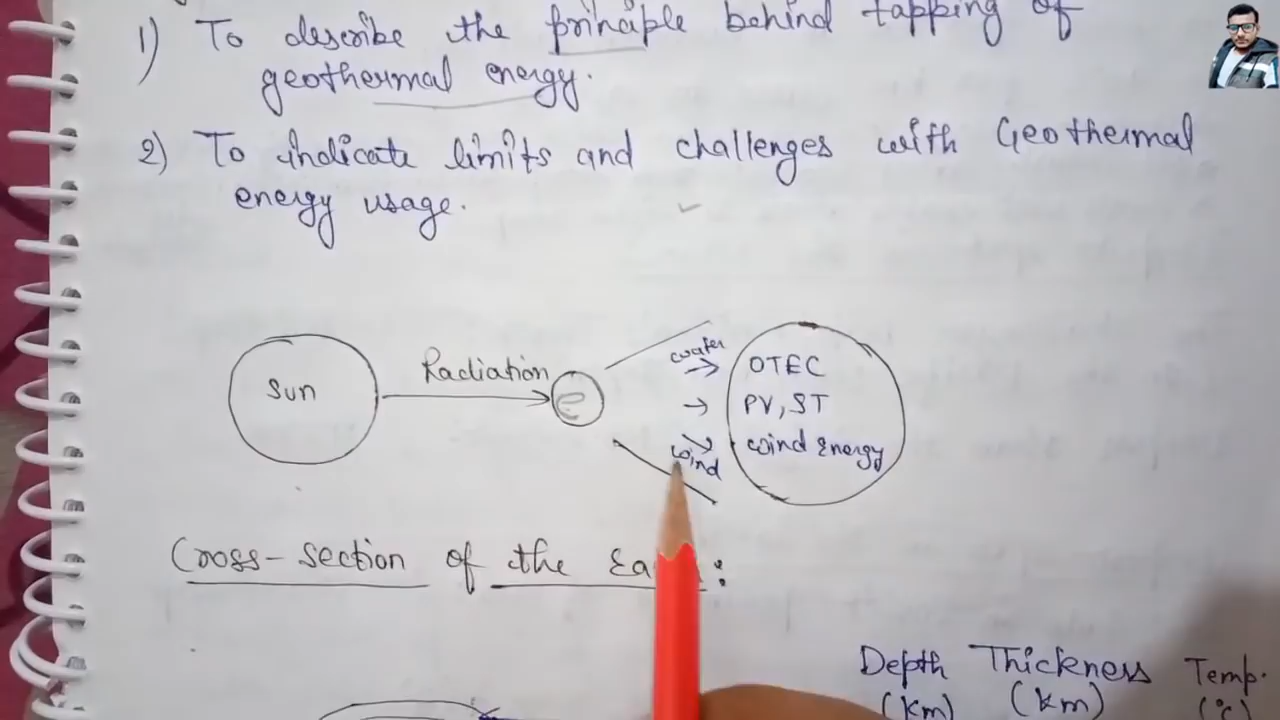 1) To describe the principle behind tapping of
geothermal energy.
2) To indicate limits and challenges with Geothermal
energy usage.
Sun
Radiation
e
water
wind
OTEC
PV, ST
wind Energy
Cross-section of the :
Depth Thickness Temp.
(km) (km) (°C)